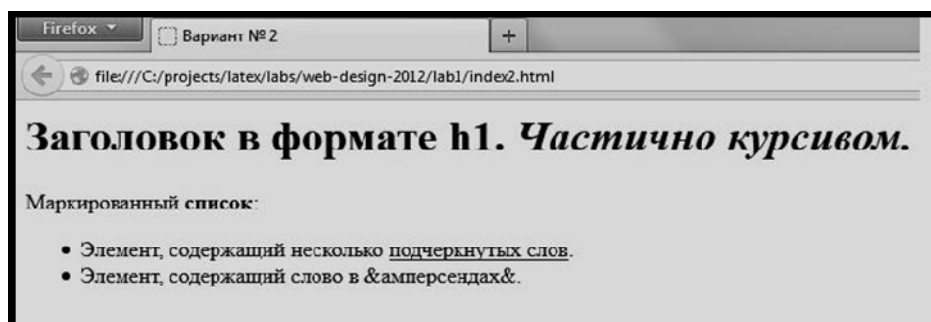 Firefox
Вариант № 2
+
file:///C:/projects/latex/labs/web-design-2012/lab1/index2.html
Заголовок в формате h1. Частично курсивом.
Маркированный список:
• Элемент, содержащий несколько подчеркнутых слов.
• Элемент, содержащий слово в &амперсендах&.